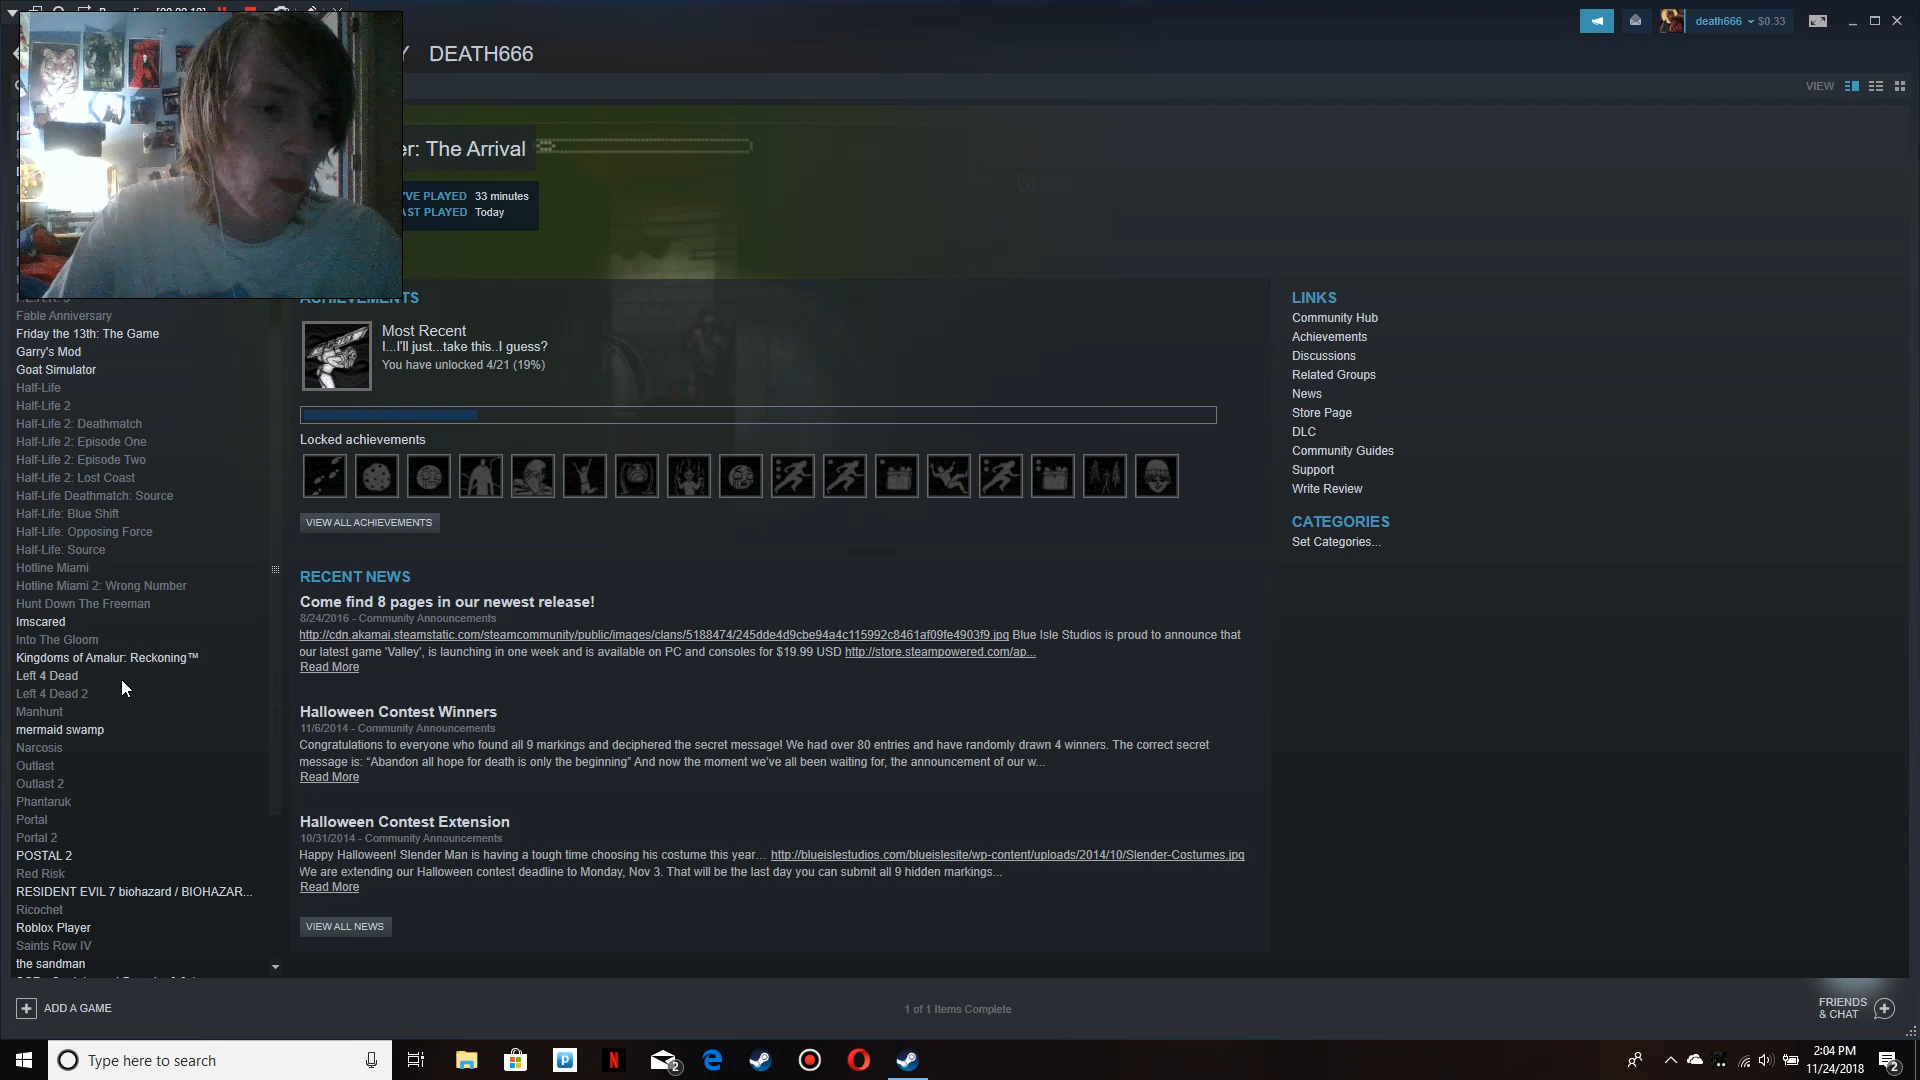 death666
$0.33
DEATH666
VIEW
er: The Arrival
'VE PLAYED 33 minutes
AST PLAYED Today
ACHIEVEMENTS
Most Recent
I...I'll just...take this..I guess?
You have unlocked 4/21 (19%)
Locked achievements
VIEW ALL ACHIEVEMENTS
RECENT NEWS
Come find 8 pages in our newest release!
8/24/2016 - Community Announcements
http://cdn.akamai.steamstatic.com/steamcommunity/public/images/clans/5188474/245dde4d9cbe94a4c115992c8461af09fe4903f9.jpg Blue Isle Studios is proud to announce that
our latest game 'Valley', is launching in one week and is available on PC and consoles for $19.99 USD http://store.steampowered.com/ap...
Read More
Halloween Contest Winners
11/6/2014 - Community Announcements
Congratulations to everyone who found all 9 markings and deciphered the secret message! We had over 80 entries and have randomly drawn 4 winners. The correct secret
message is: “Abandon all hope for death is only the beginning” And now the moment we've all been waiting for, the announcement of our w...
Read More
Halloween Contest Extension
10/31/2014 - Community Announcements
Happy Halloween! Slender Man is having a tough time choosing his costume this year… http://blueislestudios.com/blueislesite/wp-content/uploads/2014/10/Slender-Costumes.jpg
We are extending our Halloween contest deadline to Monday, Nov 3. That will be the last day you can submit all 9 hidden markings...
Read More
VIEW ALL NEWS
LINKS
Community Hub
Achievements
Discussions
Related Groups
News
Store Page
DLC
Community Guides
Support
Write Review
CATEGORIES
Set Categories...
Fable Anniversary
Friday the 13th: The Game
Garry's Mod
Goat Simulator
Half-Life
Half-Life 2
Half-Life 2: Deathmatch
Half-Life 2: Episode One
Half-Life 2: Episode Two
Half-Life 2: Lost Coast
Half-Life Deathmatch: Source
Half-Life: Blue Shift
Half-Life: Opposing Force
Half-Life: Source
Hotline Miami
Hotline Miami 2: Wrong Number
Hunt Down The Freeman
Imscared
Into The Gloom
Kingdoms of Amalur: Reckoning™
Left 4 Dead
Left 4 Dead 2
Manhunt
mermaid swamp
Narcosis
Outlast
Outlast 2
Phantaruk
Portal
Portal 2
POSTAL 2
Red Risk
RESIDENT EVIL 7 biohazard / BIOHAZAR...
Ricochet
Roblox Player
Saints Row IV
the sandman
ADD A GAME
1 of 1 Items Complete
FRIENDS
& CHAT
Type here to search
2
2:04 PM
11/24/2018
2